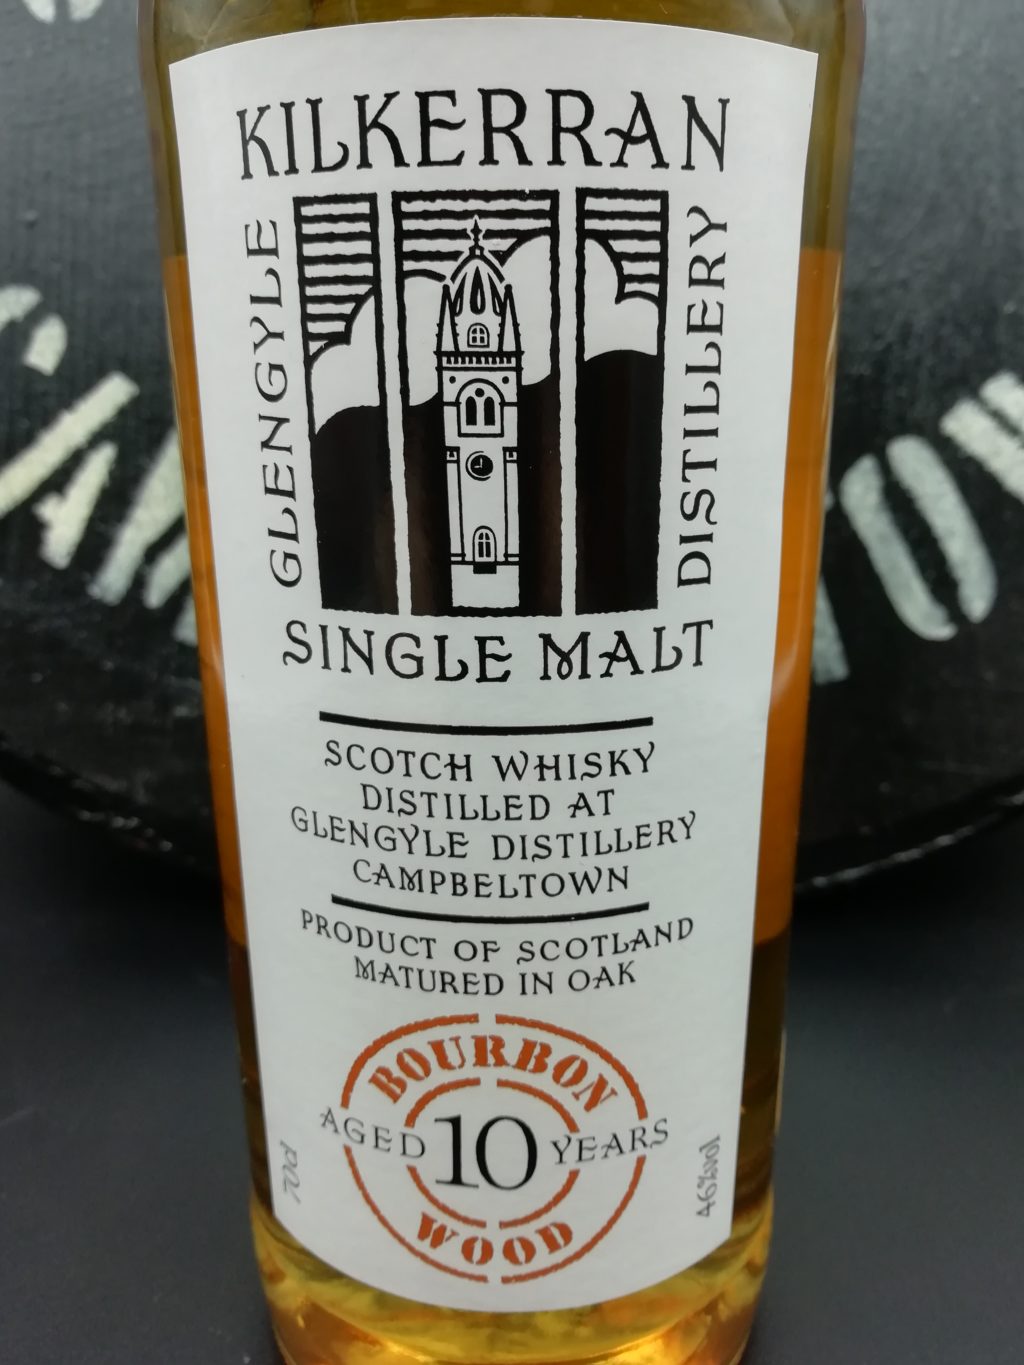 KILKERRAN
GLENGYLE
DISTILLERY
SINGLE MALT
SCOTCH WHISKY
DISTILLED AT
GLENGYLE DISTILLERY
CAMPBELTOWN
PRODUCT OF SCOTLAND
MATURED IN OAK
BOURBON
AGED 10 YEARS
WOOD
70cl
46%vol